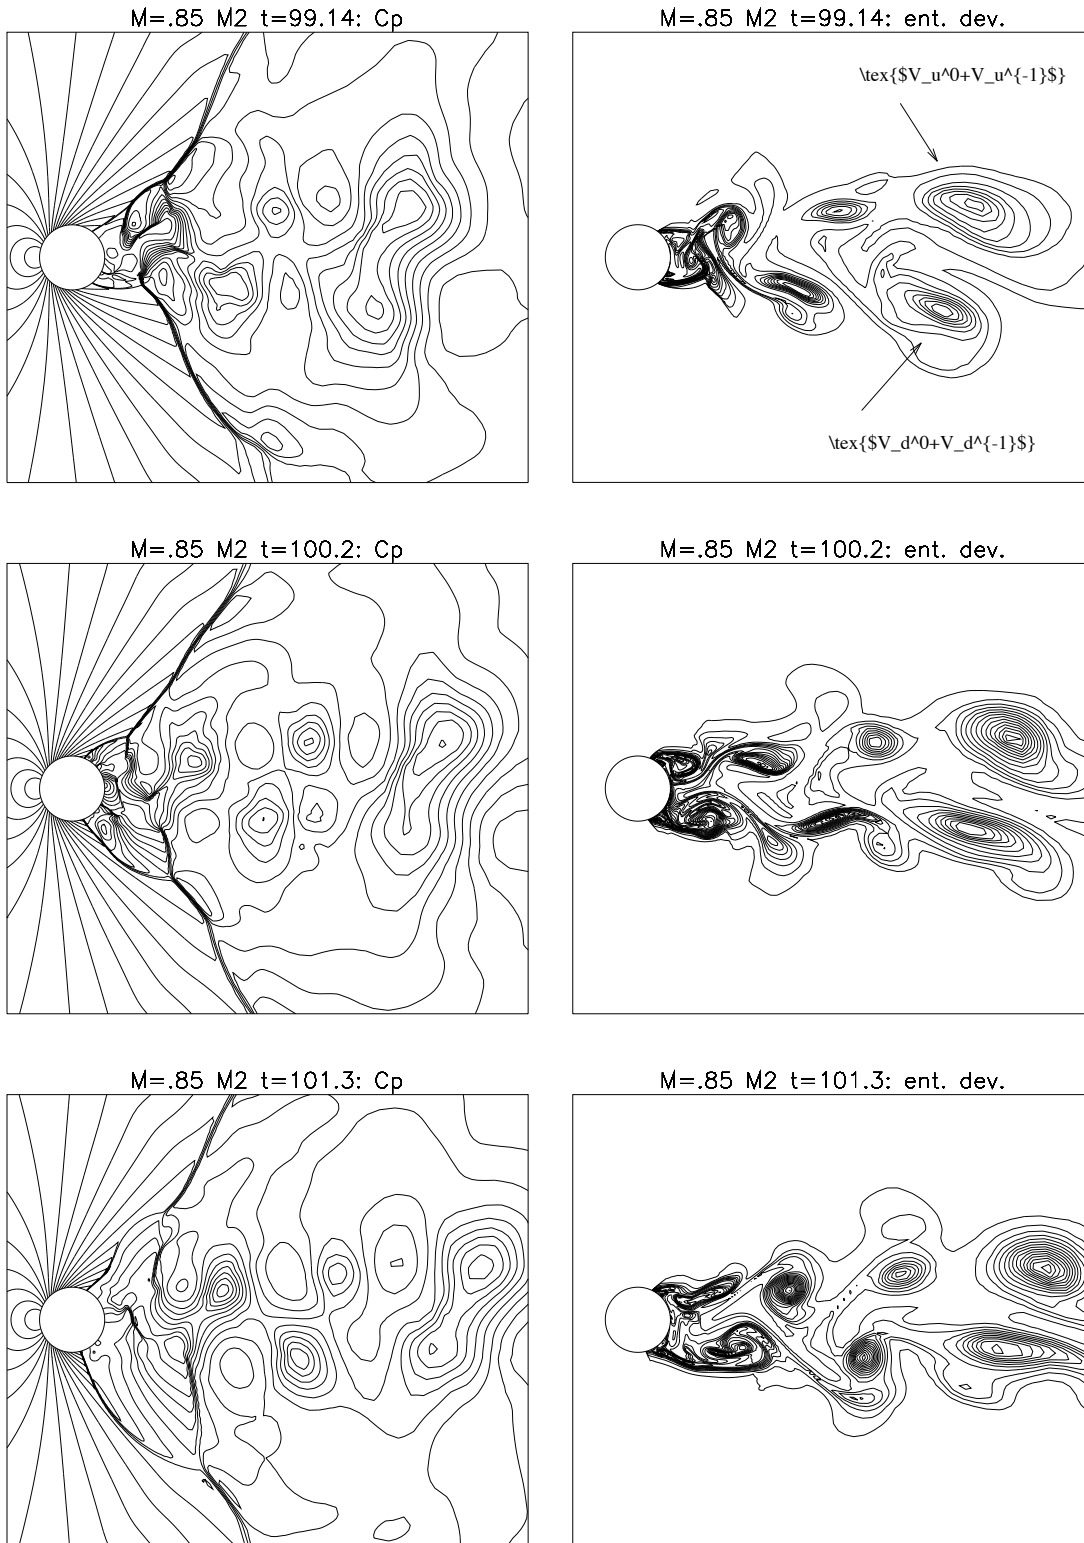 M=.85 M2 t=99.14: Cp
M=.85 M2 t=99.14: ent. dev.
\tex{$V_u^0+V_u^{-1}$}
\tex{$V_d^0+V_d^{-1}$}
M=.85 M2 t=100.2: Cp
M=.85 M2 t=100.2: ent. dev.
M=.85 M2 t=101.3: Cp
M=.85 M2 t=101.3: ent. dev.